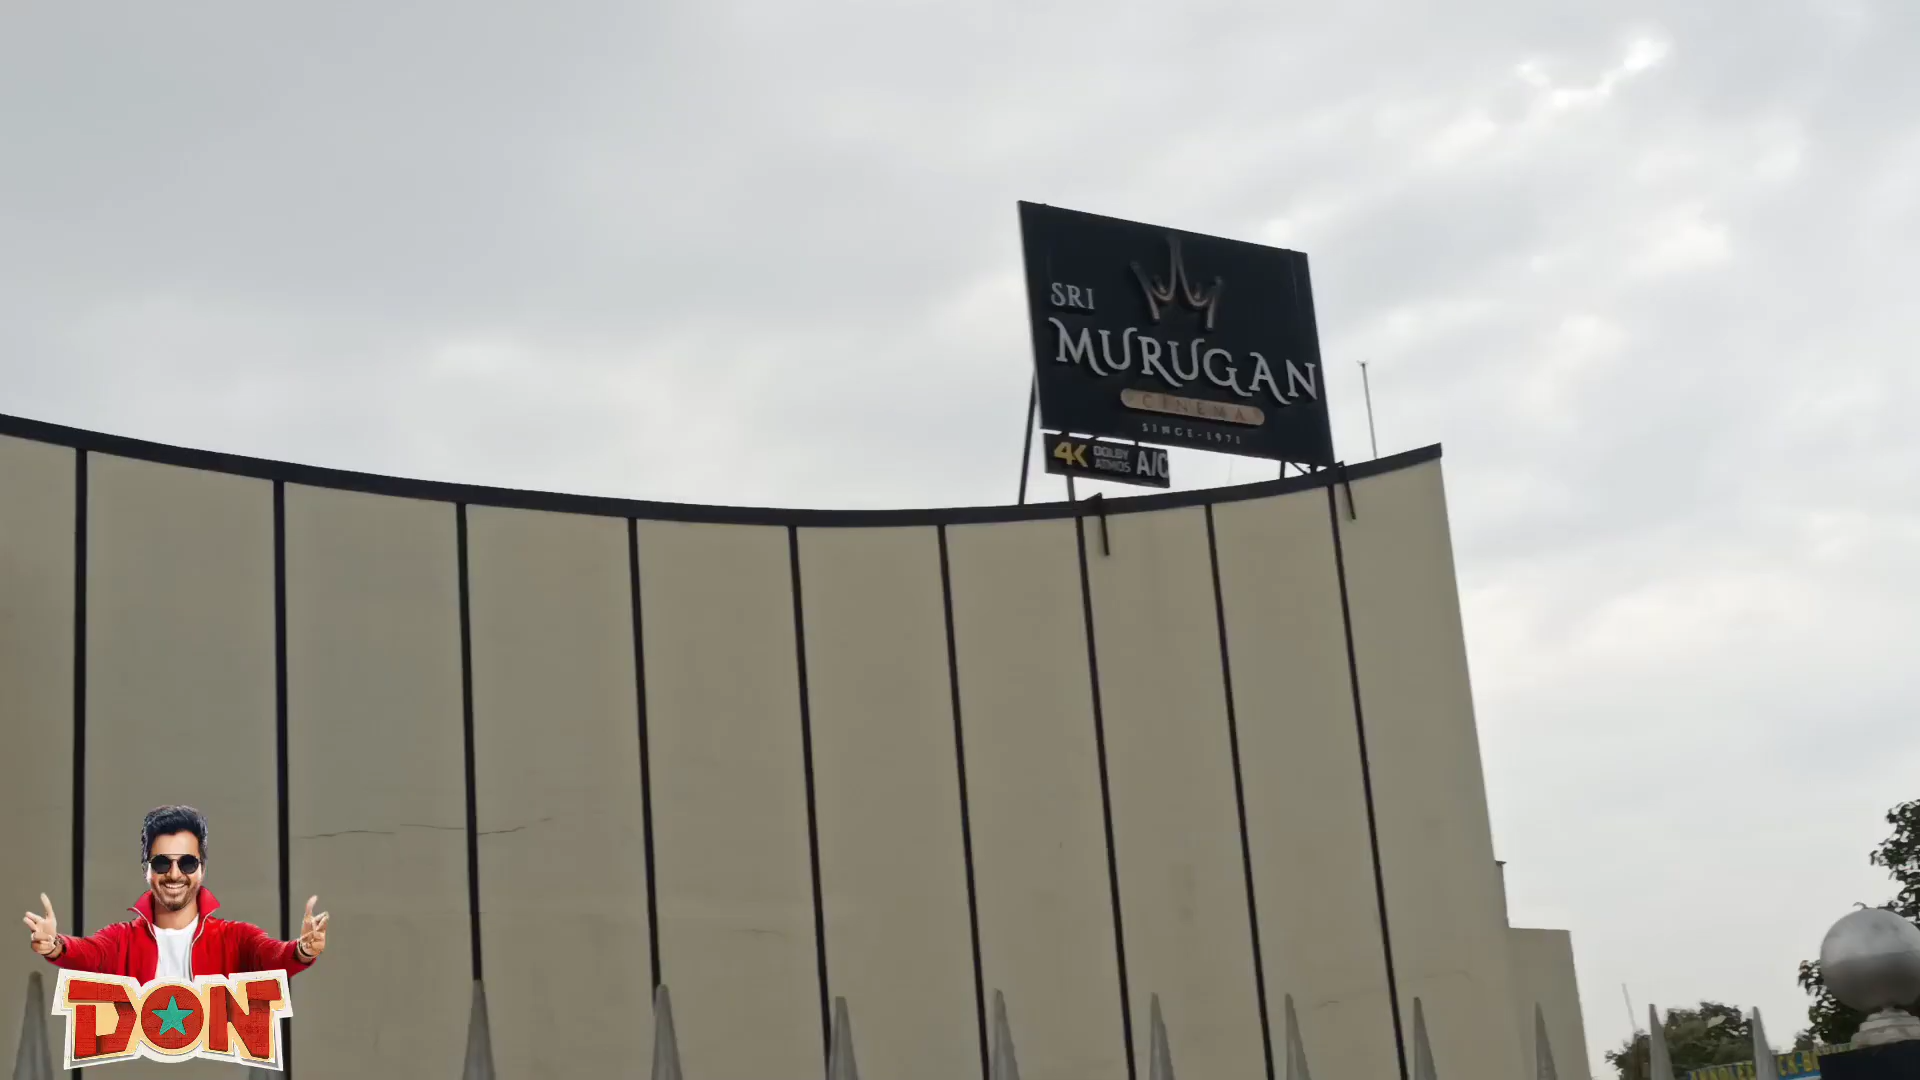 SRI
MURUGAN
CINEMA
SINCE-1971
4K DOLBY ATMOS A/C
DON